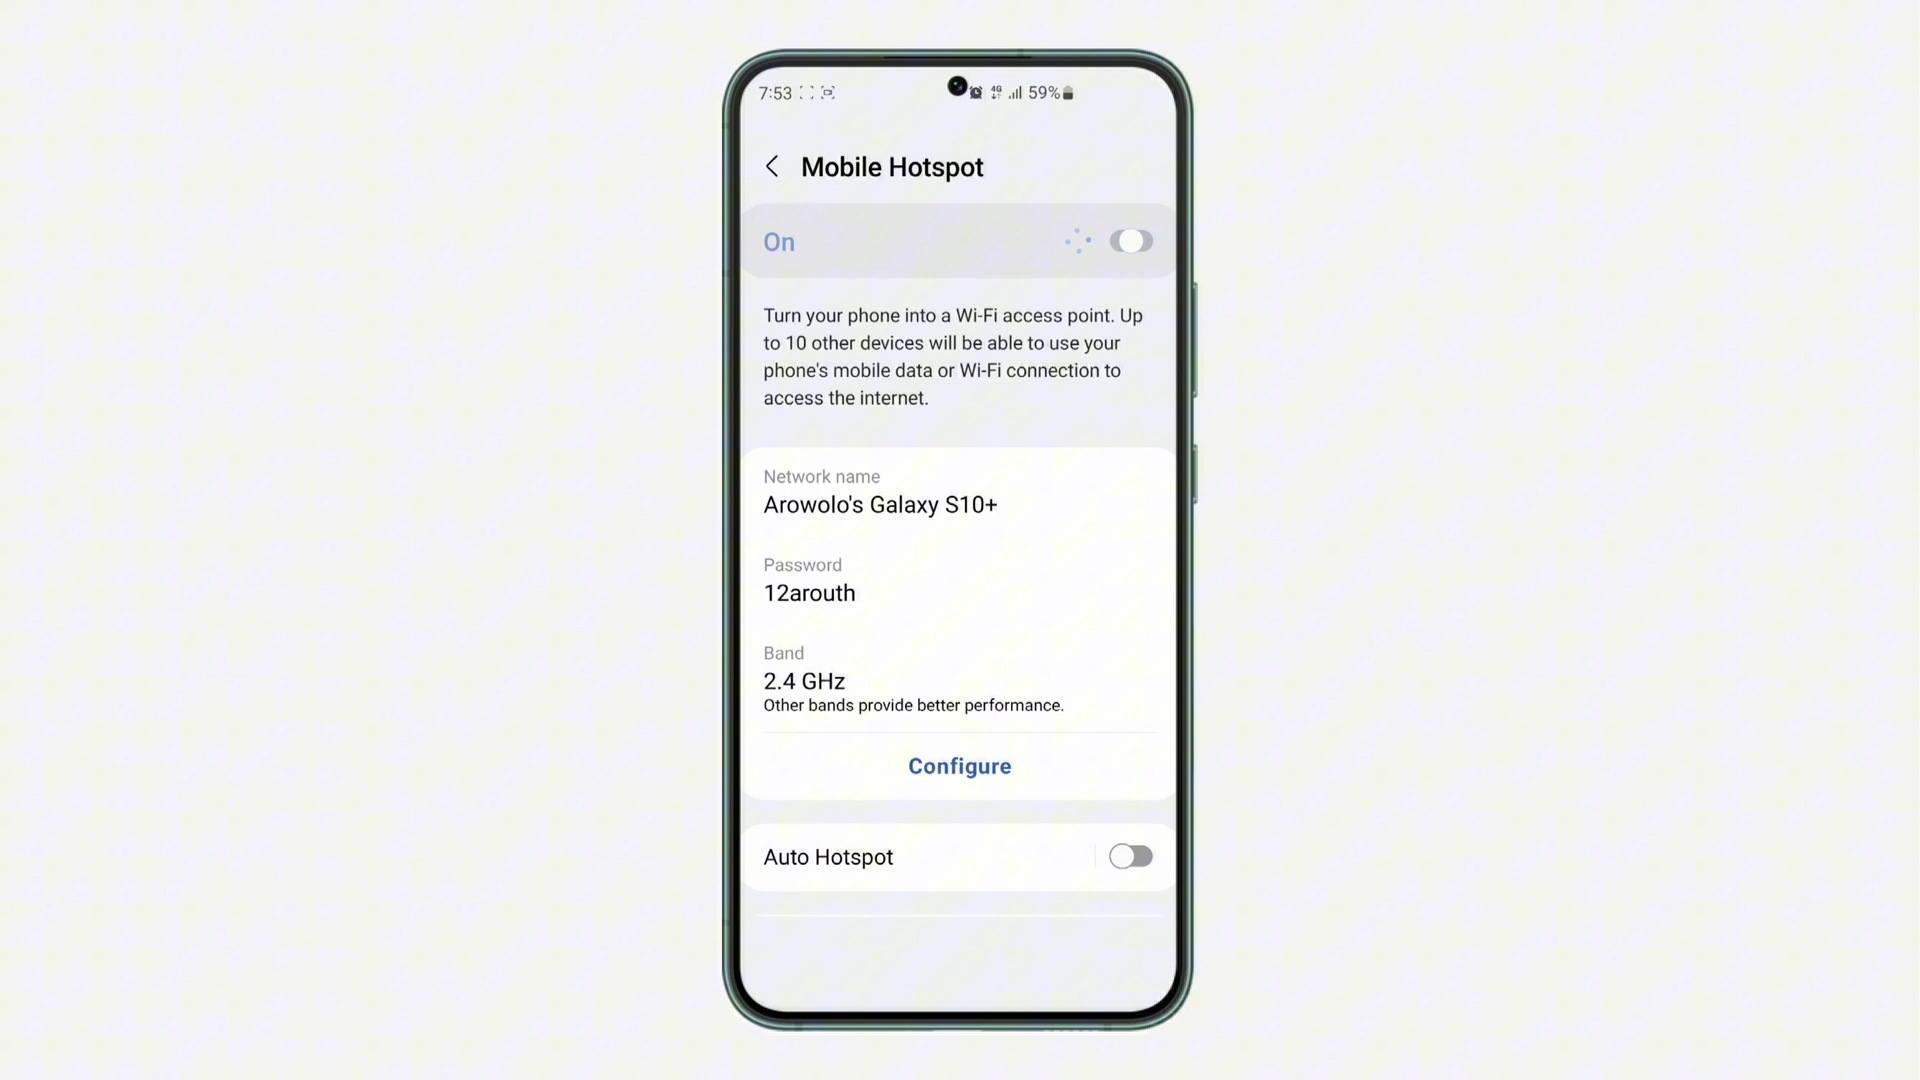 7:53 4G 59%
Mobile Hotspot
On
Turn your phone into a Wi-Fi access point. Up
to 10 other devices will be able to use your
phone's mobile data or Wi-Fi connection to
access the internet.
Network name
Arowolo's Galaxy S10+
Password
12arouth
Band
2.4 GHz
Other bands provide better performance.
Configure
Auto Hotspot